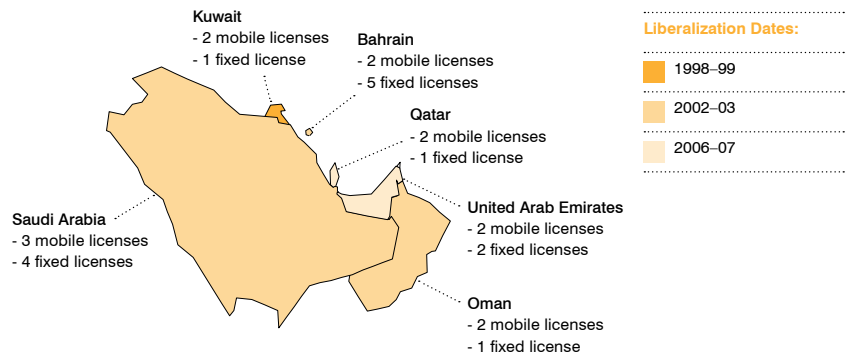 Kuwait
- 2 mobile licenses
- 1 fixed license
Bahrain
- 2 mobile licenses
- 5 fixed licenses
Qatar
- 2 mobile licenses
- 1 fixed license
United Arab Emirates
- 2 mobile licenses
- 2 fixed licenses
Saudi Arabia
- 3 mobile licenses
- 4 fixed licenses
Oman
- 2 mobile licenses
- 1 fixed license
Liberalization Dates:
1998–99
2002–03
2006–07